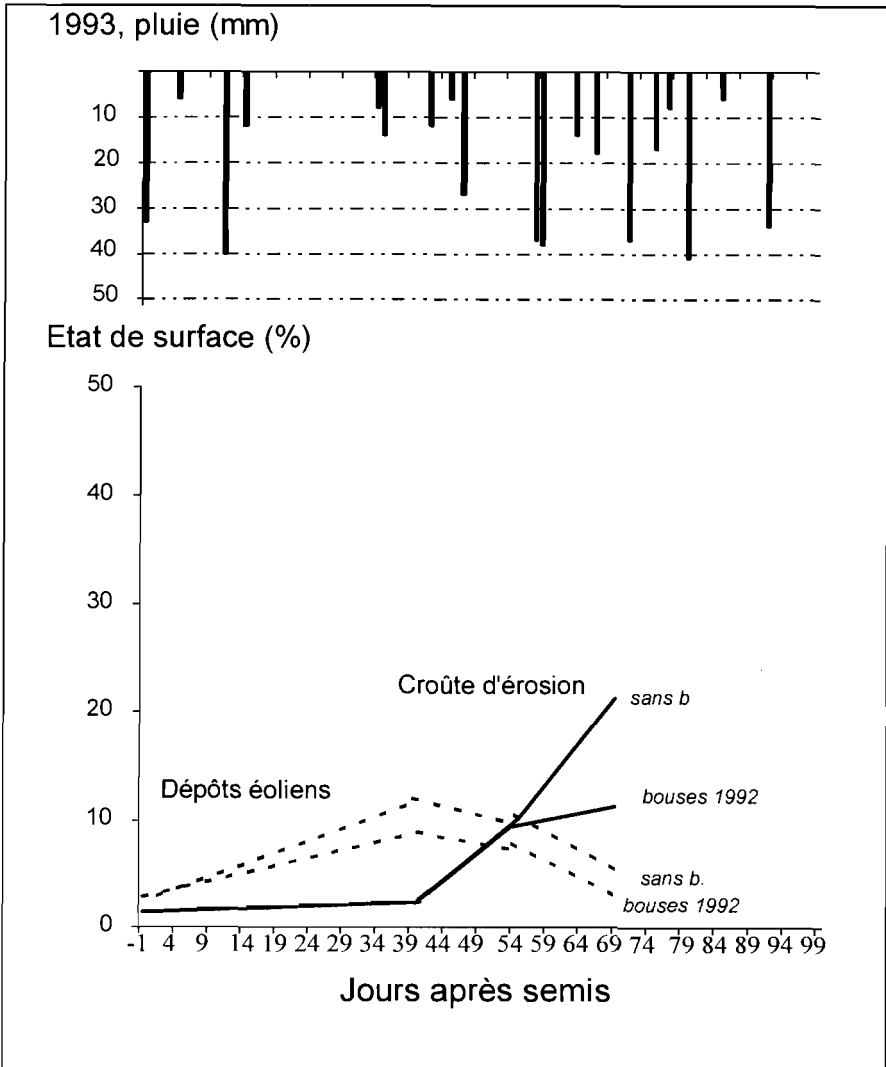 1993, pluie (mm)
10
20
30
40
50
Etat de surface (%)
50
40
30
20
10
0
Croûte d'érosion
sans b
Dépôts éoliens
bouses 1992
sans b.
bouses 1992
-1 4 9 14 19 24 29 34 39 44 49 54 59 64 69 74 79 84 89 94 99
Jours après semis